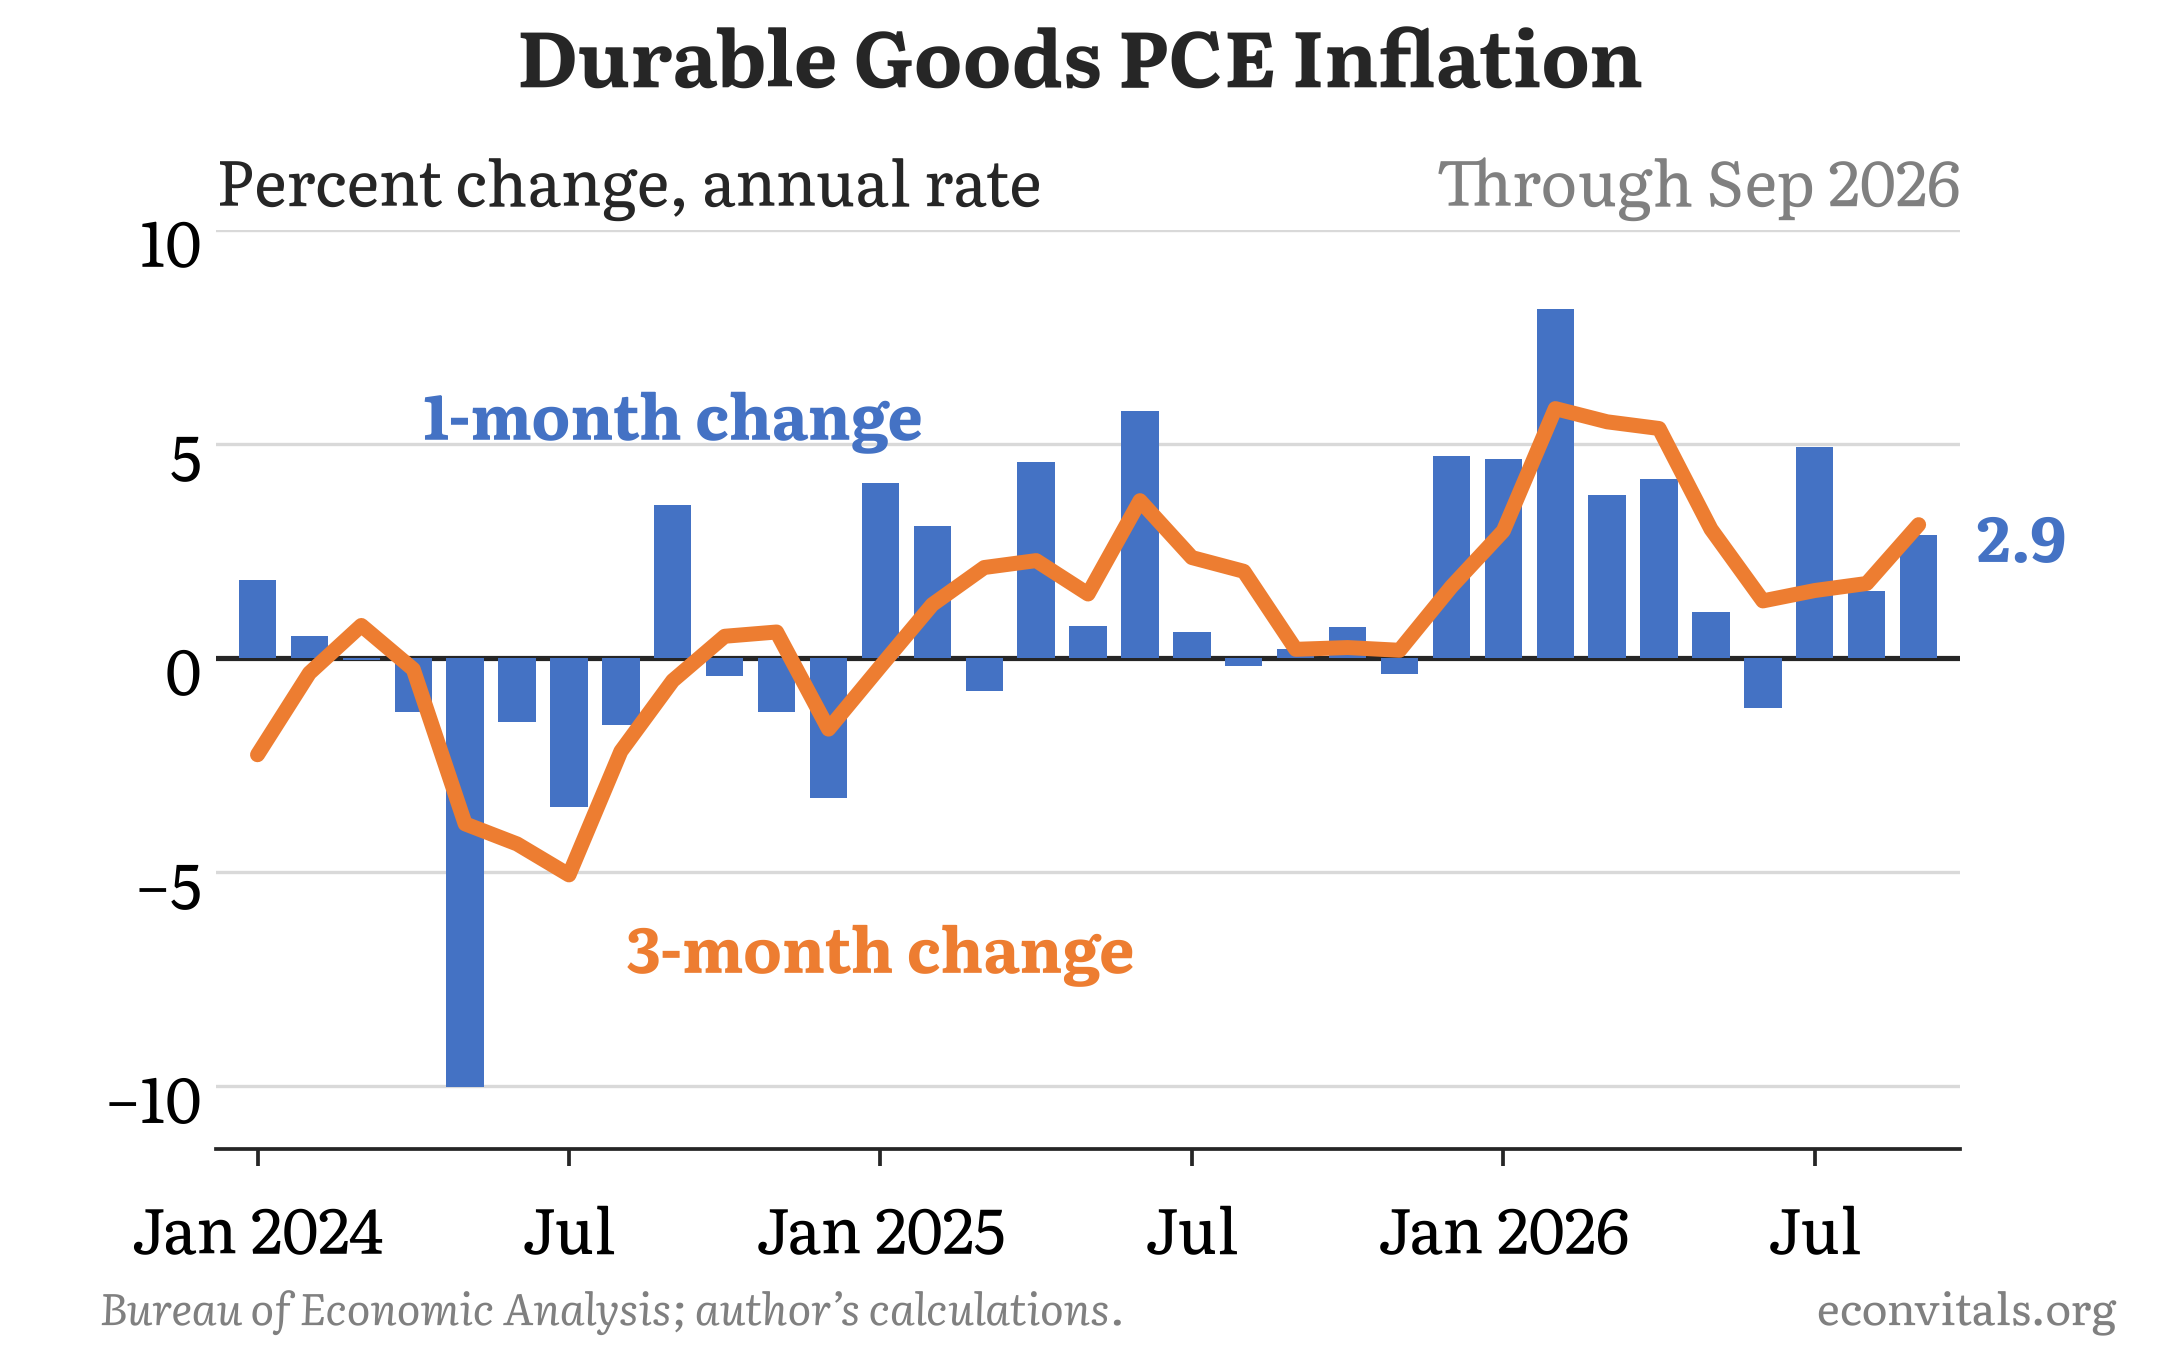 Durable Goods PCE Inflation
Percent change, annual rate
Through Sep 2026
10
5
0
−5
−10
1-month change
3-month change
2.9
Jan 2024
Jul
Jan 2025
Jul
Jan 2026
Jul
Bureau of Economic Analysis; author’s calculations.
econvitals.org